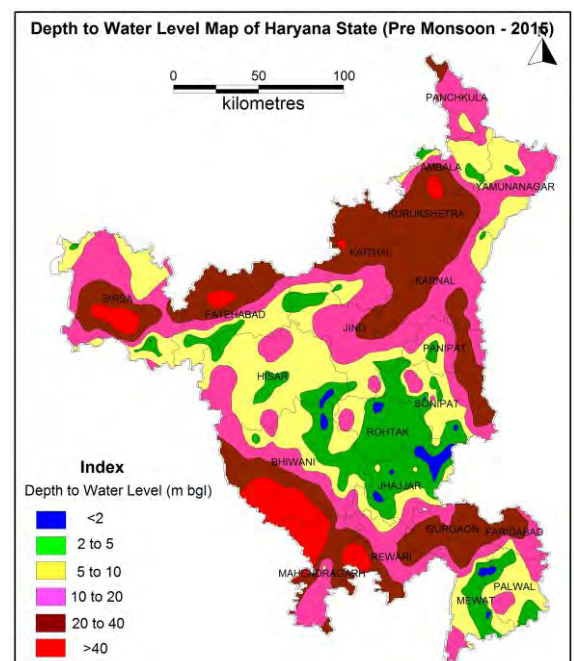 Depth to Water Level Map of Haryana State (Pre Monsoon - 2015)
N
0 50 100
kilometres
PANCHKULA
AMBALA
YAMUNANAGAR
KURUKSHETRA
KAITHAL
KARNAL
SIRSA
FATEHABAD
JIND
PANIPAT
HISAR
SONIPAT
ROHTAK
BHIWANI
JHAJJAR
GURGAON
FARIDABAD
REWARI
MAHENDRAGARH
PALWAL
MEWAT
Index
Depth to Water Level (m bgl)
<2
2 to 5
5 to 10
10 to 20
20 to 40
>40